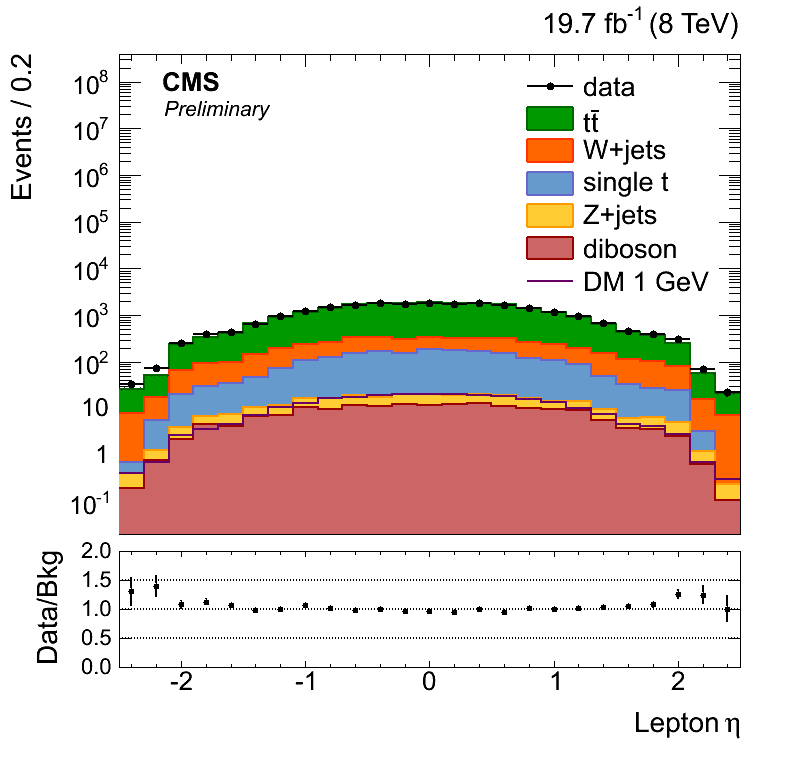 19.7 fb⁻¹ (8 TeV)
Events / 0.2
CMS
Preliminary
data
tt̄
W+jets
single t
Z+jets
diboson
DM 1 GeV
10⁸
10⁷
10⁶
10⁵
10⁴
10³
10²
10
1
10⁻¹
Data/Bkg
2.0
1.5
1.0
0.5
0.0
-2 -1 0 1 2
Lepton η